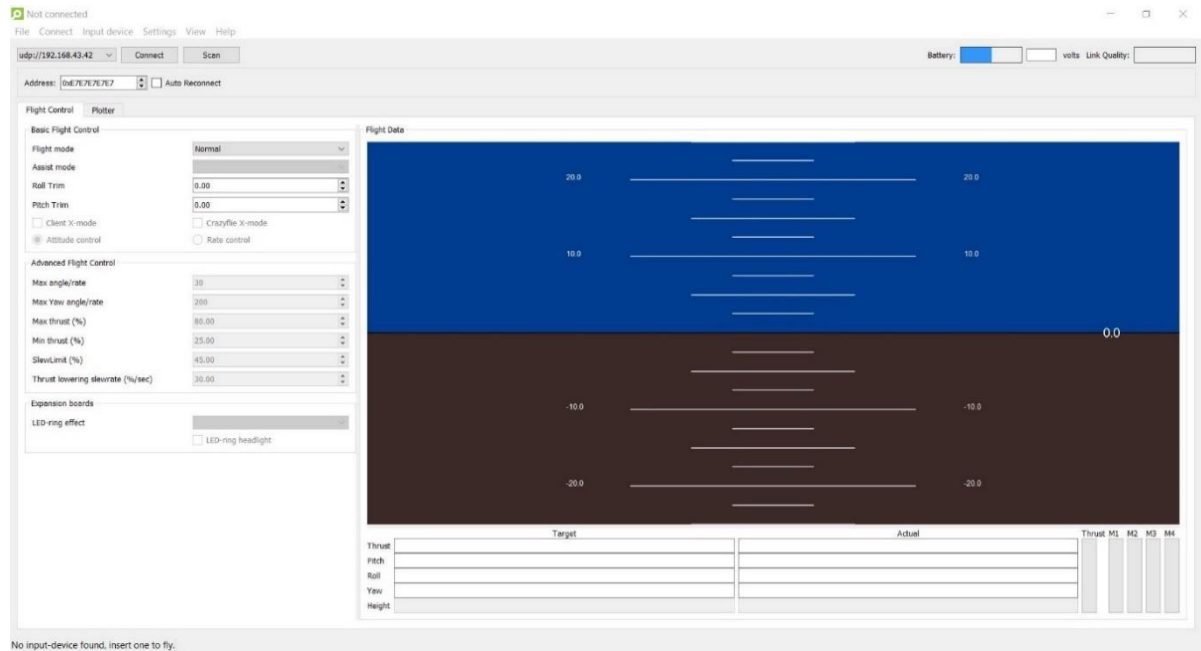 Not connected
File Connect Input device Settings View Help
udp://192.168.43.42 Connect Scan Battery: volts Link Quality:
Address: 0xE7E7E7E7E7 Auto Reconnect
Flight Control Plotter
Basic Flight Control
Flight mode Normal
Assist mode
Roll Trim 0.00
Pitch Trim 0.00
Client X-mode Crazyflie X-mode
Attitude control Rate control
Advanced Flight Control
Max angle/rate 30
Max Yaw angle/rate 200
Max thrust (%) 80.00
Min thrust (%) 25.00
SlewLimit (%) 45.00
Thrust lowering slewrate (%/sec) 30.00
Expansion boards
LED-ring effect
LED-ring headlight
Flight Data
20.0 20.0
10.0 10.0
0.0
-10.0 -10.0
-20.0 -20.0
Target Actual Thrust M1 M2 M3 M4
Thrust
Pitch
Roll
Yaw
Height
No input-device found, insert one to fly.